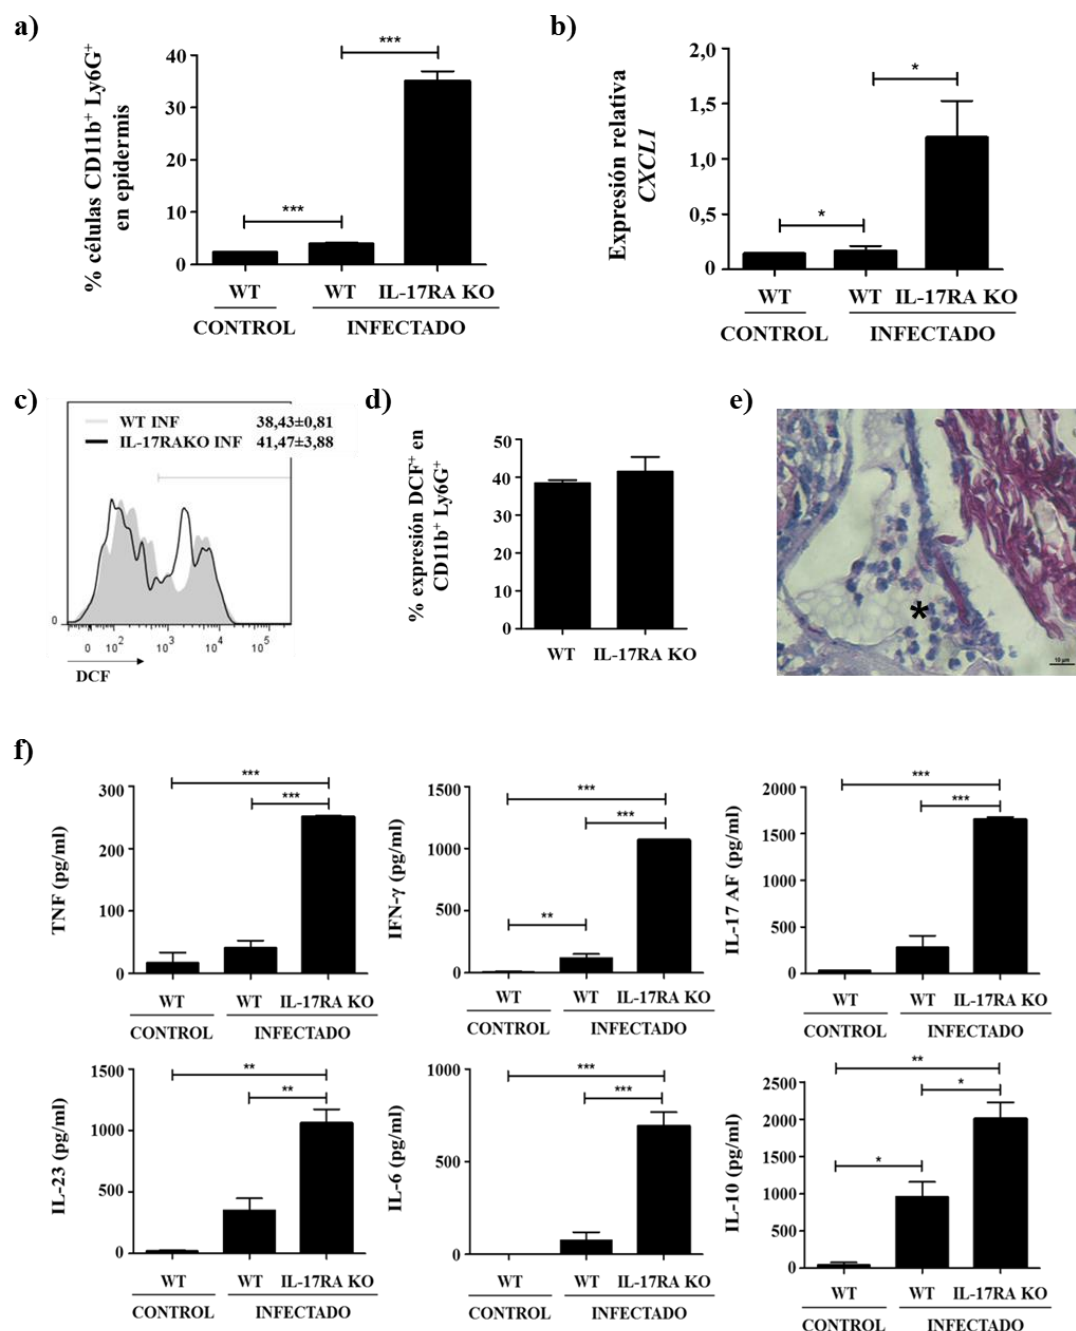 a)
% células CD11b+ Ly6G+
en epidermis
40
30
20
10
0
***
***
WT
WT
IL-17RA KO
CONTROL
INFECTADO
b)
Expresión relativa
CXCL1
2,0
1,5
1,0
0,5
0
*
*
WT
WT
IL-17RA KO
CONTROL
INFECTADO
c)
WT INF 38,43±0,81
IL-17RAKO INF 41,47±3,88
0
0 10² 10³ 10⁴ 10⁵
DCF
d)
% expresión DCF+ en
CD11b+ Ly6G+
50
40
30
20
10
0
WT
IL-17RA KO
e)
*
10 µm
f)
TNF (pg/ml)
300
200
100
0
***
***
WT
WT
IL-17RA KO
CONTROL
INFECTADO
IFN-γ (pg/ml)
1500
1000
500
0
***
***
**
WT
WT
IL-17RA KO
CONTROL
INFECTADO
IL-17 AF (pg/ml)
2000
1500
1000
500
0
***
***
WT
WT
IL-17RA KO
CONTROL
INFECTADO
IL-23 (pg/ml)
1500
1000
500
0
**
**
WT
WT
IL-17RA KO
CONTROL
INFECTADO
IL-6 (pg/ml)
1000
500
0
***
***
WT
WT
IL-17RA KO
CONTROL
INFECTADO
IL-10 (pg/ml)
2500
2000
1500
1000
500
0
**
*
*
WT
WT
IL-17RA KO
CONTROL
INFECTADO